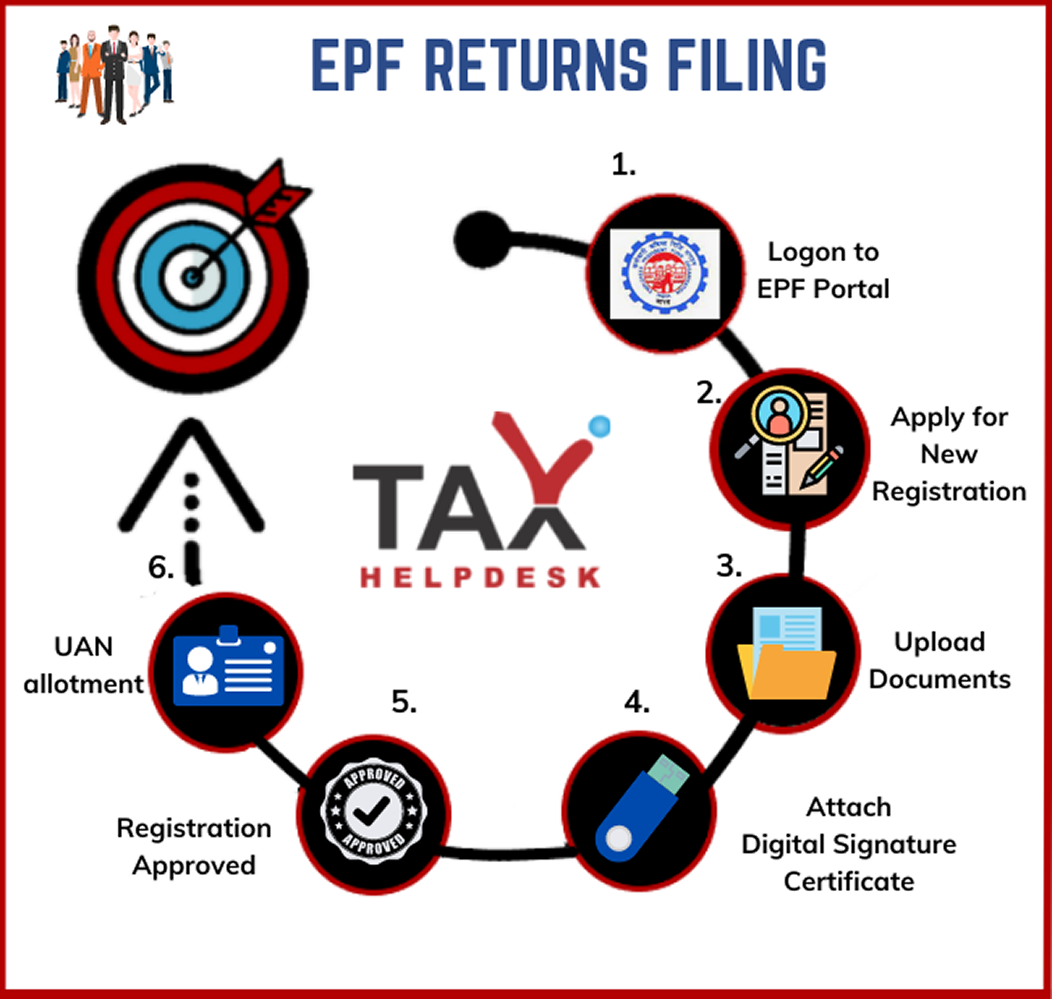 EPF RETURNS FILING
1.
Logon to
EPF Portal
2.
Apply for
New
Registration
3.
Upload
Documents
4.
Attach
Digital Signature
Certificate
5.
APPROVED
APPROVED
Registration
Approved
6.
UAN
allotment
TAX
HELPDESK